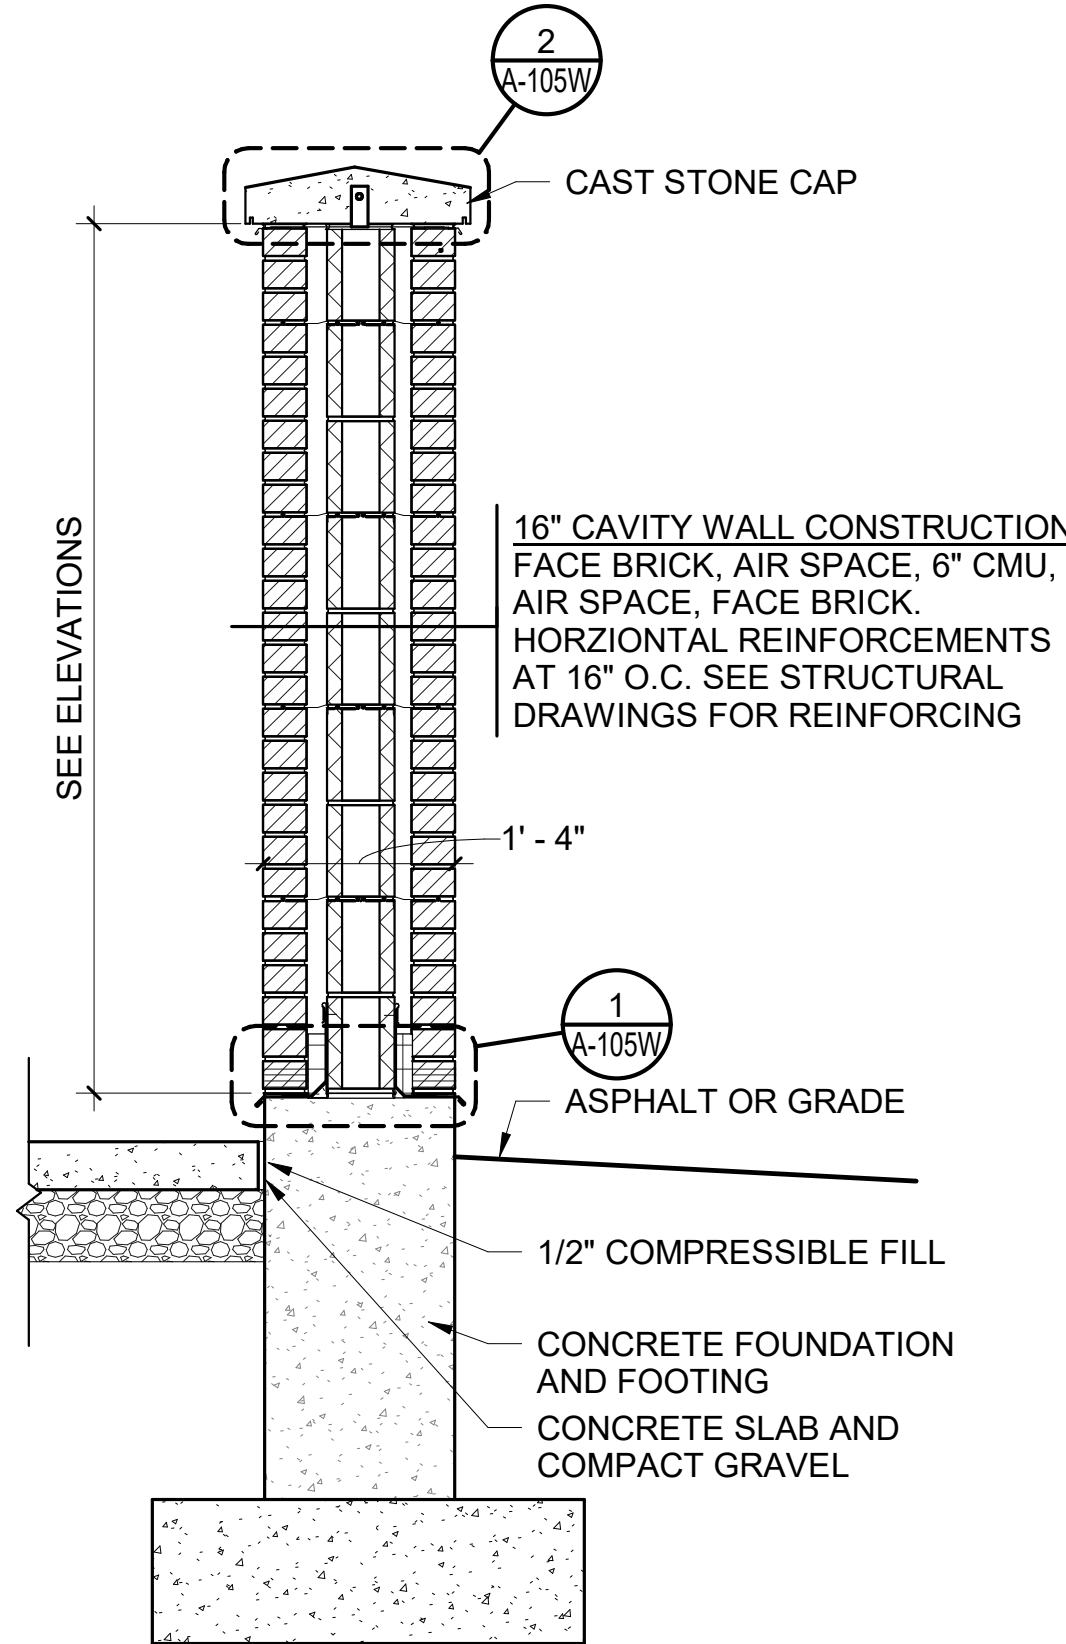 2
A-105W
CAST STONE CAP
SEE ELEVATIONS
16" CAVITY WALL CONSTRUCTION
FACE BRICK, AIR SPACE, 6" CMU,
AIR SPACE, FACE BRICK.
HORZIONTAL REINFORCEMENTS
AT 16" O.C. SEE STRUCTURAL
DRAWINGS FOR REINFORCING
1' - 4"
1
A-105W
ASPHALT OR GRADE
1/2" COMPRESSIBLE FILL
CONCRETE FOUNDATION
AND FOOTING
CONCRETE SLAB AND
COMPACT GRAVEL